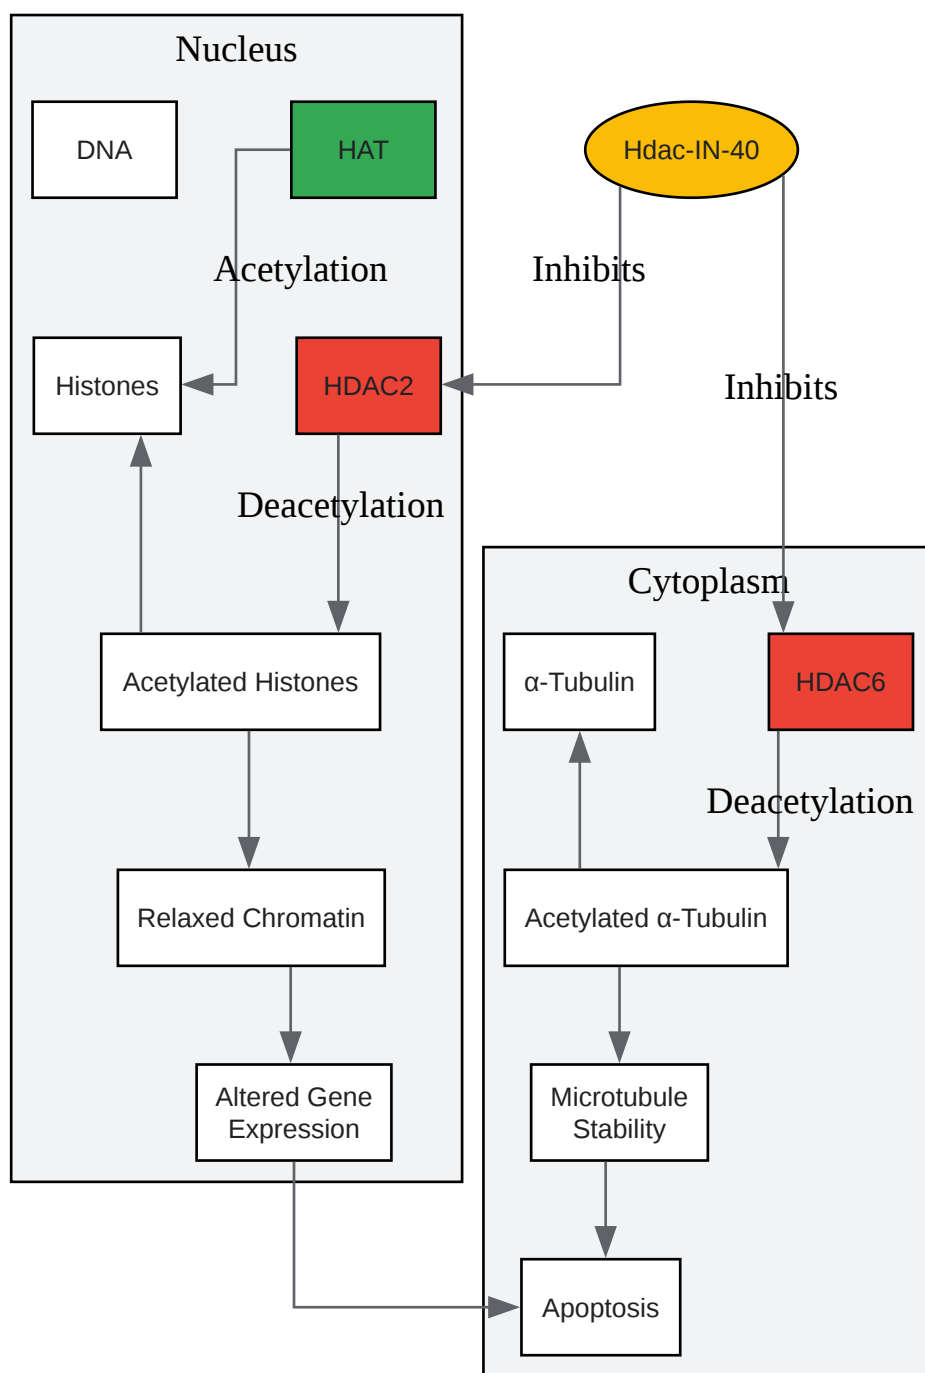 Nucleus
DNA
HAT
Hdac-IN-40
Acetylation
Inhibits
Histones
HDAC2
Inhibits
Deacetylation
Cytoplasm
Acetylated Histones
α-Tubulin
HDAC6
Deacetylation
Relaxed Chromatin
Acetylated α-Tubulin
Altered Gene
Expression
Microtubule
Stability
Apoptosis